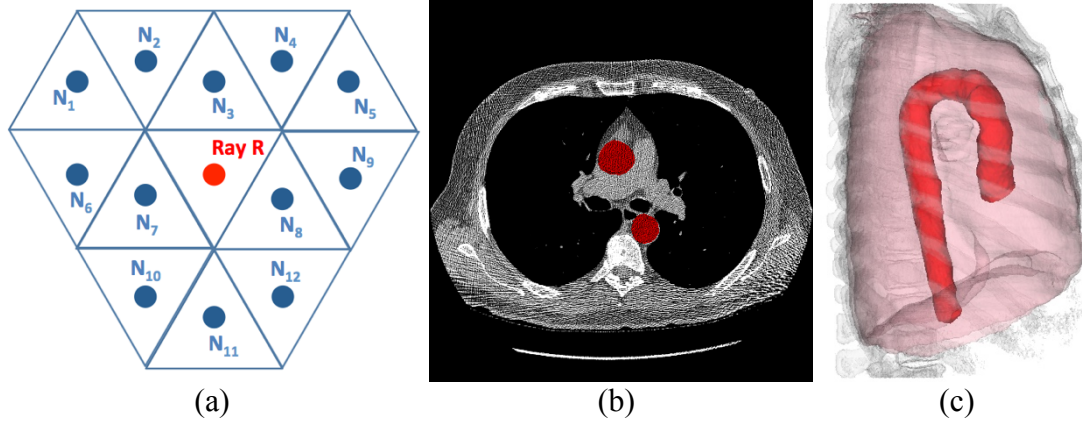 N₂ N₄
N₁ N₃ N₅
Ray R
N₉
N₆ N₇ N₈
N₁₀ N₁₂
N₁₁
(a) (b) (c)